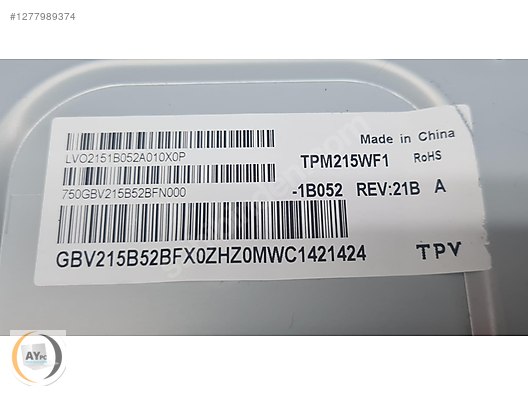 #1277989374
LVO2151B052A010X0P
Made in China
TPM215WF1 RoHS
750GBV215B52BFN000
-1B052 REV:21B A
GBV215B52BFX0ZHZ0MWC1421424
TPV
AYPC